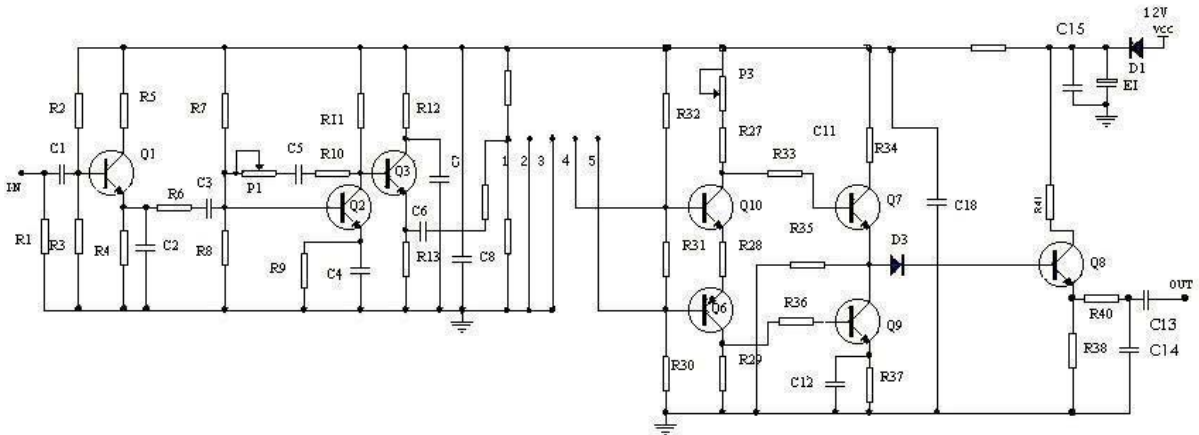 12V
VCC
C15
D1
EI
R2
R5
R7
R11
R12
P3
R32
R27
C11
R33
R34
Q1
C1
C5
R10
Q3
C7
1
2
3
4
5
P1
IN
R6
C3
Q2
C6
Q10
Q7
C18
R41
R1
R3
R4
C2
R8
R9
C4
R13
C8
R31
R28
R35
D3
Q8
OUT
Q6
R36
Q9
R40
C13
R30
R29
C12
R37
R38
C14